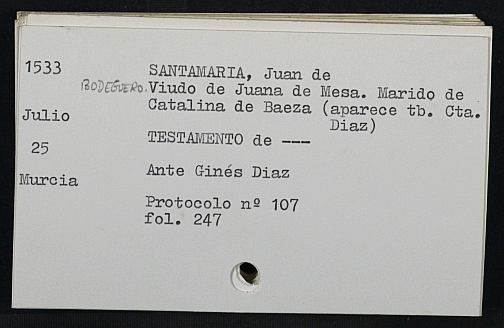 1533
SANTAMARIA, Juan de
BODEGUERO. Viudo de Juana de Mesa. Marido de
Catalina de Baeza (aparece tb. Cta.
Julio
Diaz)
TESTAMENTO de ---
25
Ante Ginés Diaz
Murcia
Protocolo nº 107
fol. 247